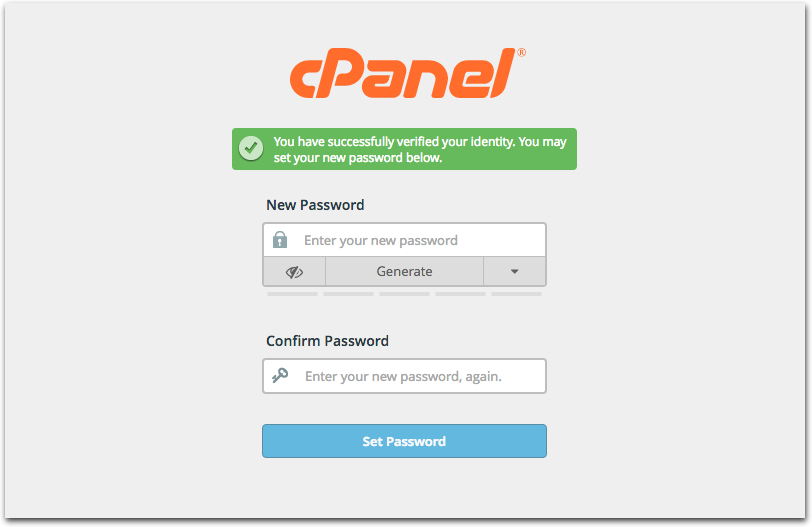 cPanel®
You have successfully verified your identity. You may
set your new password below.
New Password
Enter your new password
Generate
Confirm Password
Enter your new password, again.
Set Password